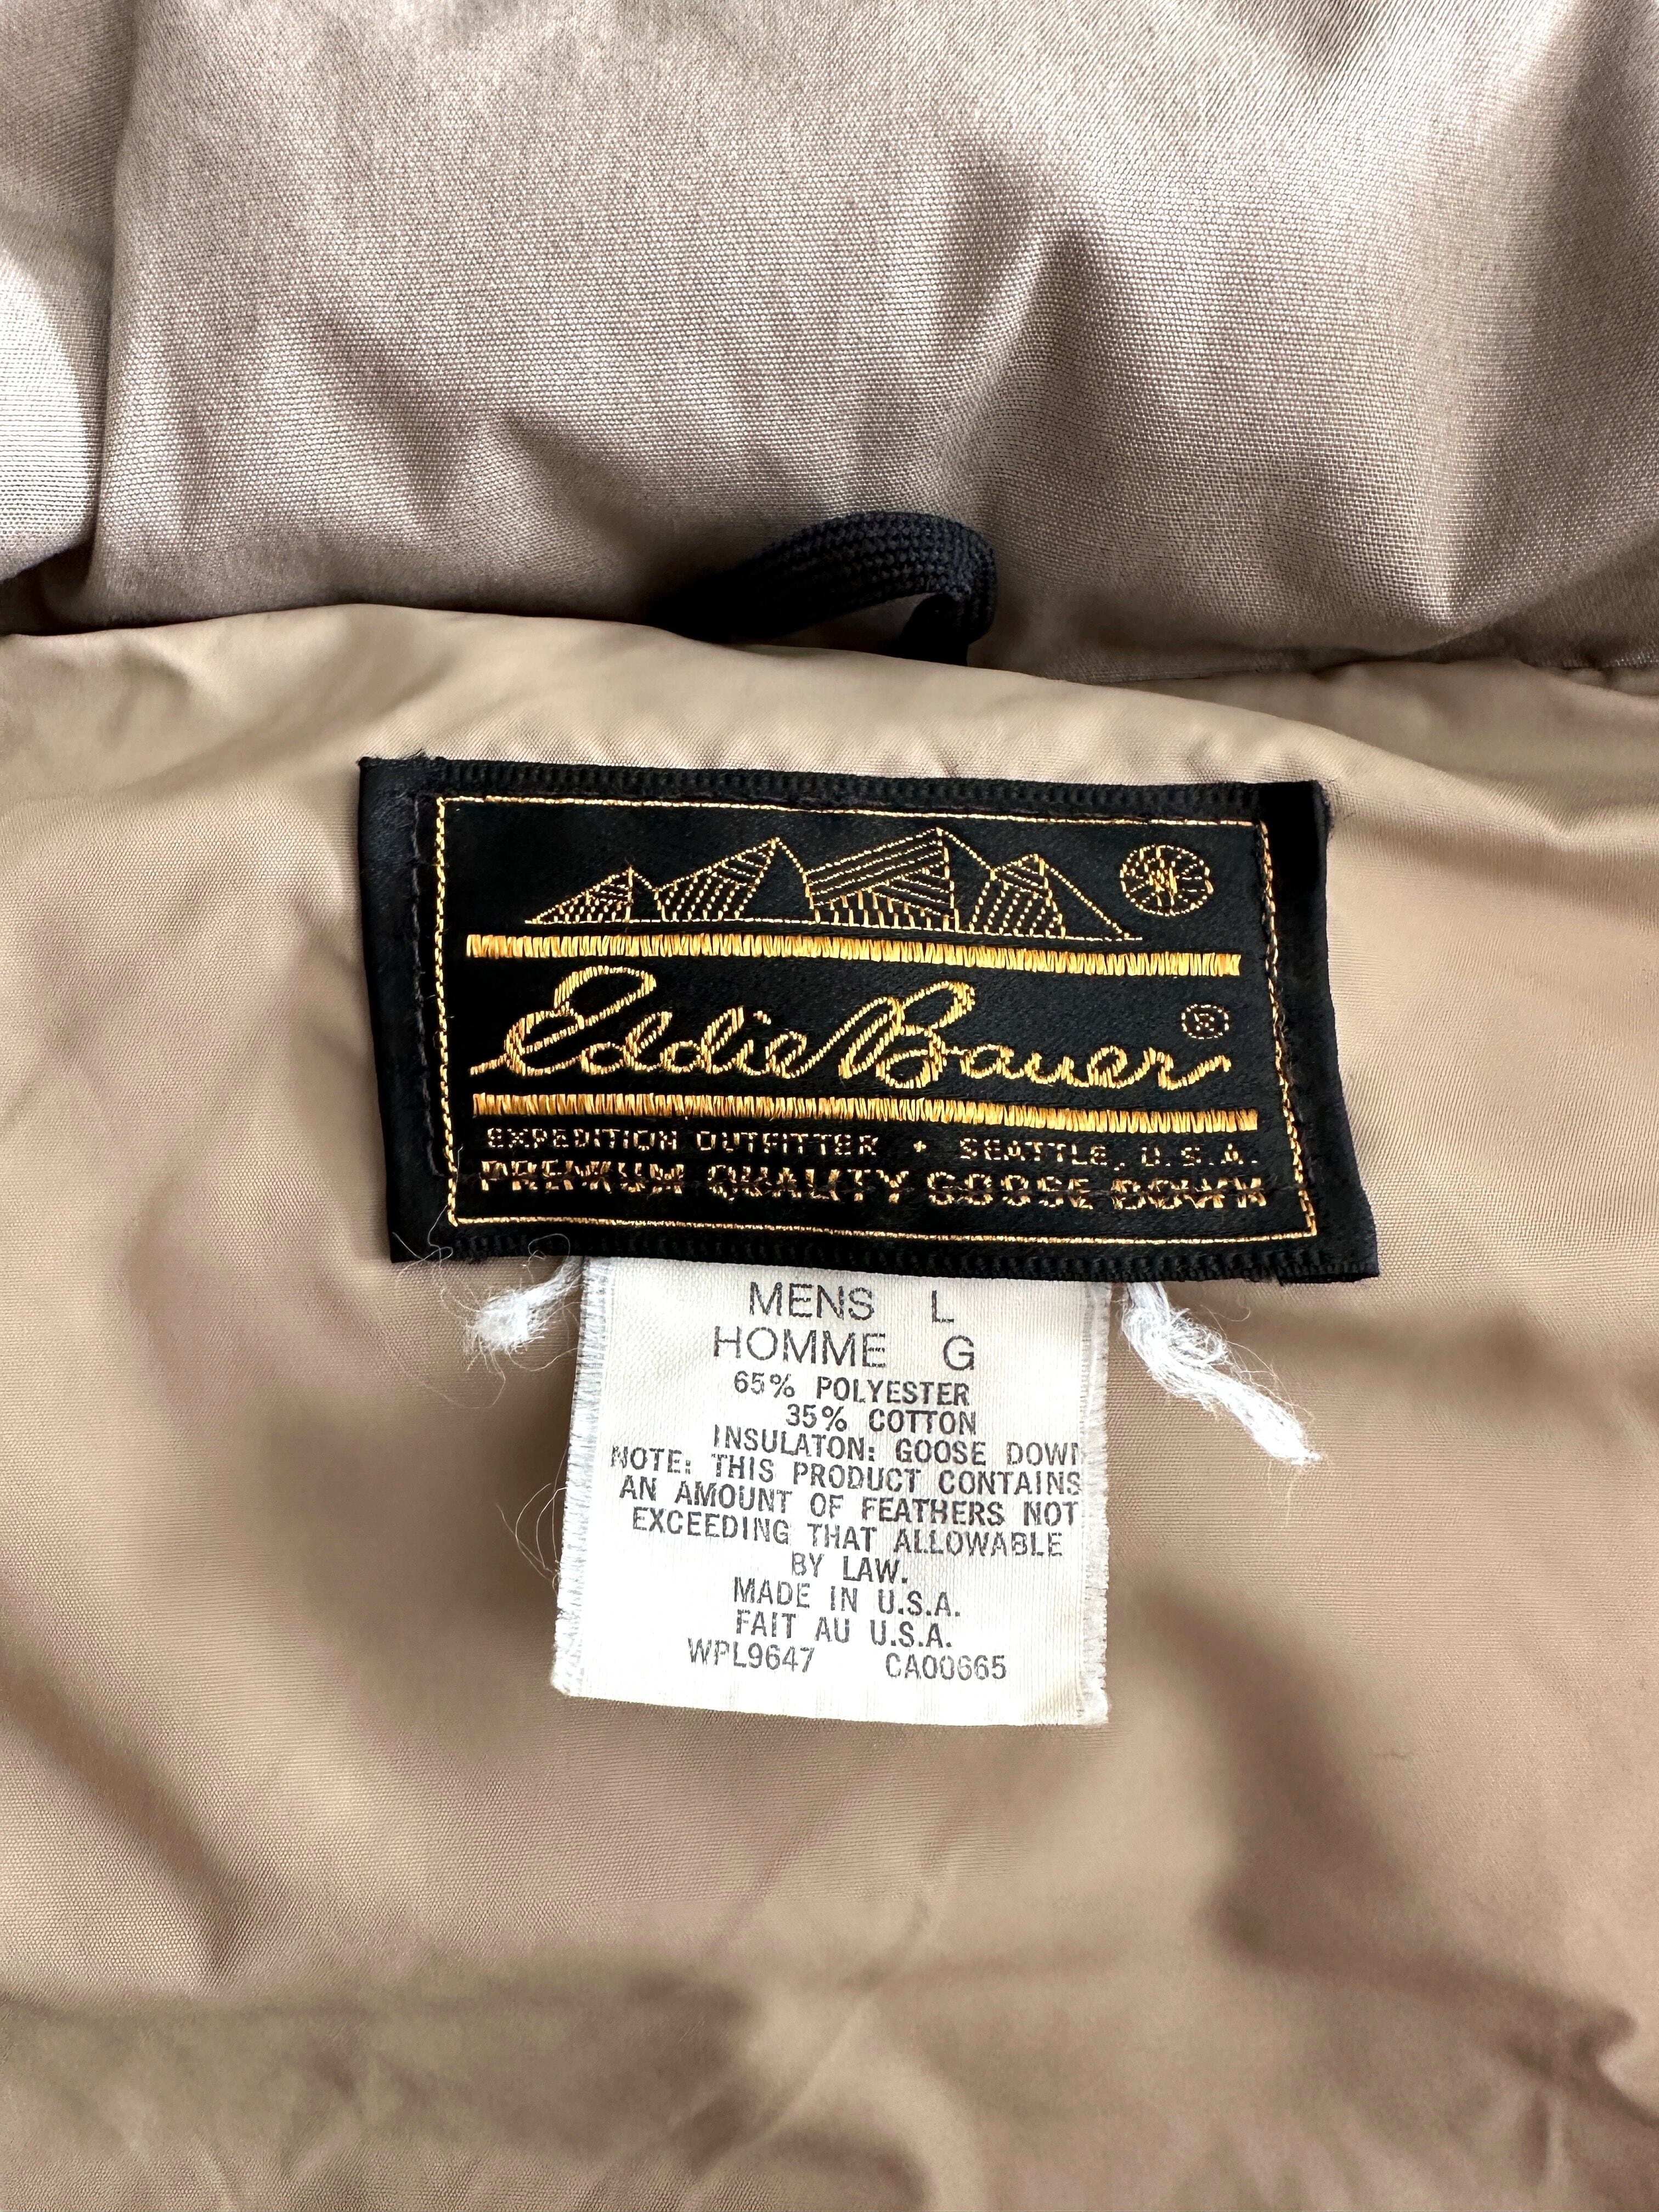 Eddie Bauer ®
EXPEDITION OUTFITTER • SEATTLE, U.S.A.
PREMIUM QUALITY GOOSE DOWN
MENS L
HOMME G
65% POLYESTER
35% COTTON
INSULATON: GOOSE DOWN
NOTE: THIS PRODUCT CONTAINS
AN AMOUNT OF FEATHERS NOT
EXCEEDING THAT ALLOWABLE
BY LAW.
MADE IN U.S.A.
FAIT AU U.S.A.
WPL9647 CA00665